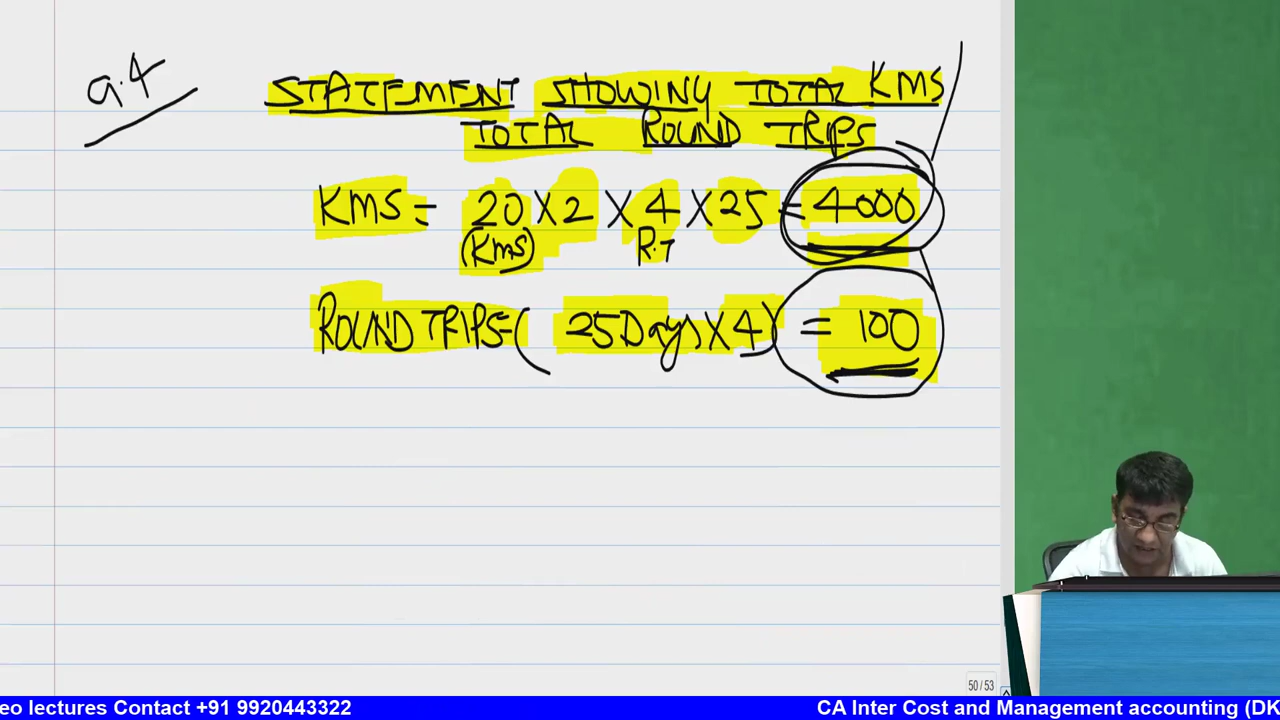 Q.4
STATEMENT SHOWING TOTAL KMS
TOTAL ROUND TRIPS
KMS = 20 X 2 X 4 X 25 = 4000
(Kms) R.T
ROUND TRIPS = ( 25 Days X 4 ) = 100
50 / 53
eo lectures Contact +91 9920443322 CA Inter Cost and Management accounting (DK